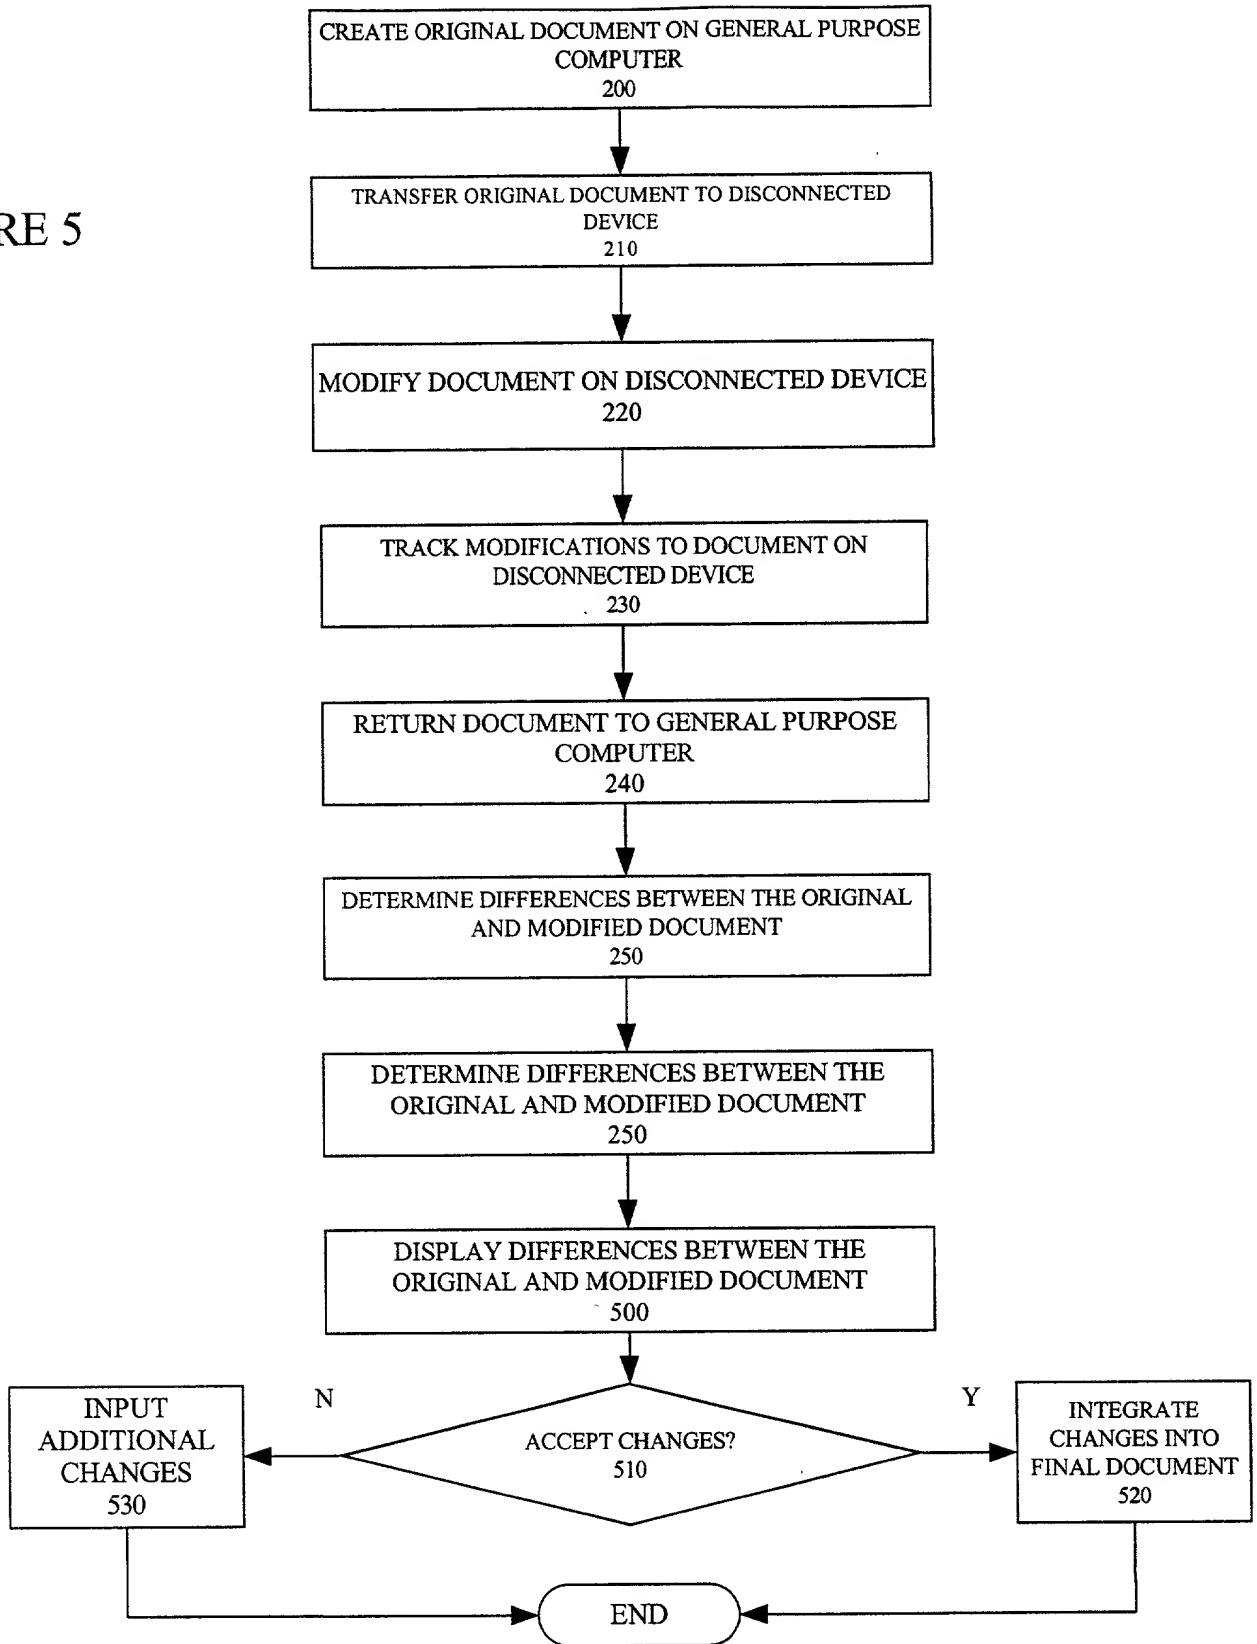 CREATE ORIGINAL DOCUMENT ON GENERAL PURPOSE
COMPUTER
200
TRANSFER ORIGINAL DOCUMENT TO DISCONNECTED
DEVICE
210
RE 5
MODIFY DOCUMENT ON DISCONNECTED DEVICE
220
TRACK MODIFICATIONS TO DOCUMENT ON
DISCONNECTED DEVICE
230
RETURN DOCUMENT TO GENERAL PURPOSE
COMPUTER
240
DETERMINE DIFFERENCES BETWEEN THE ORIGINAL
AND MODIFIED DOCUMENT
250
DETERMINE DIFFERENCES BETWEEN THE
ORIGINAL AND MODIFIED DOCUMENT
250
DISPLAY DIFFERENCES BETWEEN THE
ORIGINAL AND MODIFIED DOCUMENT
500
INPUT
ADDITIONAL
CHANGES
530
N
ACCEPT CHANGES?
510
Y
INTEGRATE
CHANGES INTO
FINAL DOCUMENT
520
END